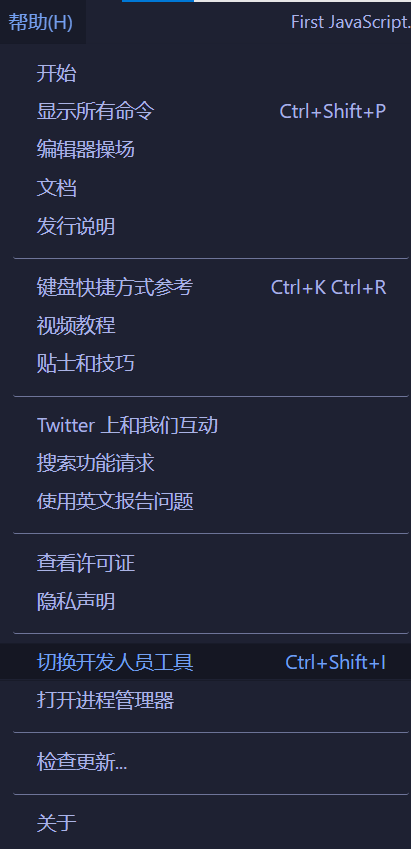 帮助(H) First JavaScript.
开始
显示所有命令 Ctrl+Shift+P
编辑器操场
文档
发行说明
键盘快捷方式参考 Ctrl+K Ctrl+R
视频教程
贴士和技巧
Twitter 上和我们互动
搜索功能请求
使用英文报告问题
查看许可证
隐私声明
切换开发人员工具 Ctrl+Shift+I
打开进程管理器
检查更新...
关于